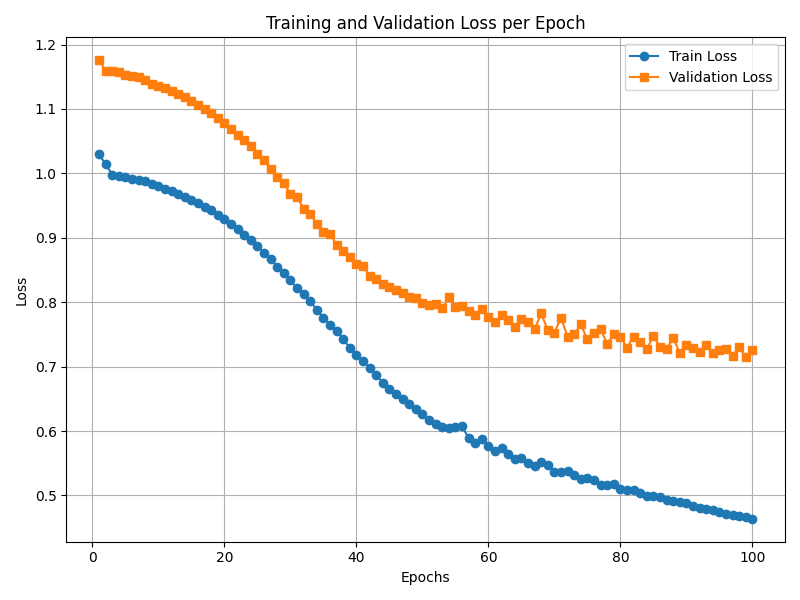 Training and Validation Loss per Epoch
Train Loss
Validation Loss
1.2
1.1
1.0
0.9
0.8
0.7
0.6
0.5
Loss
0 20 40 60 80 100
Epochs